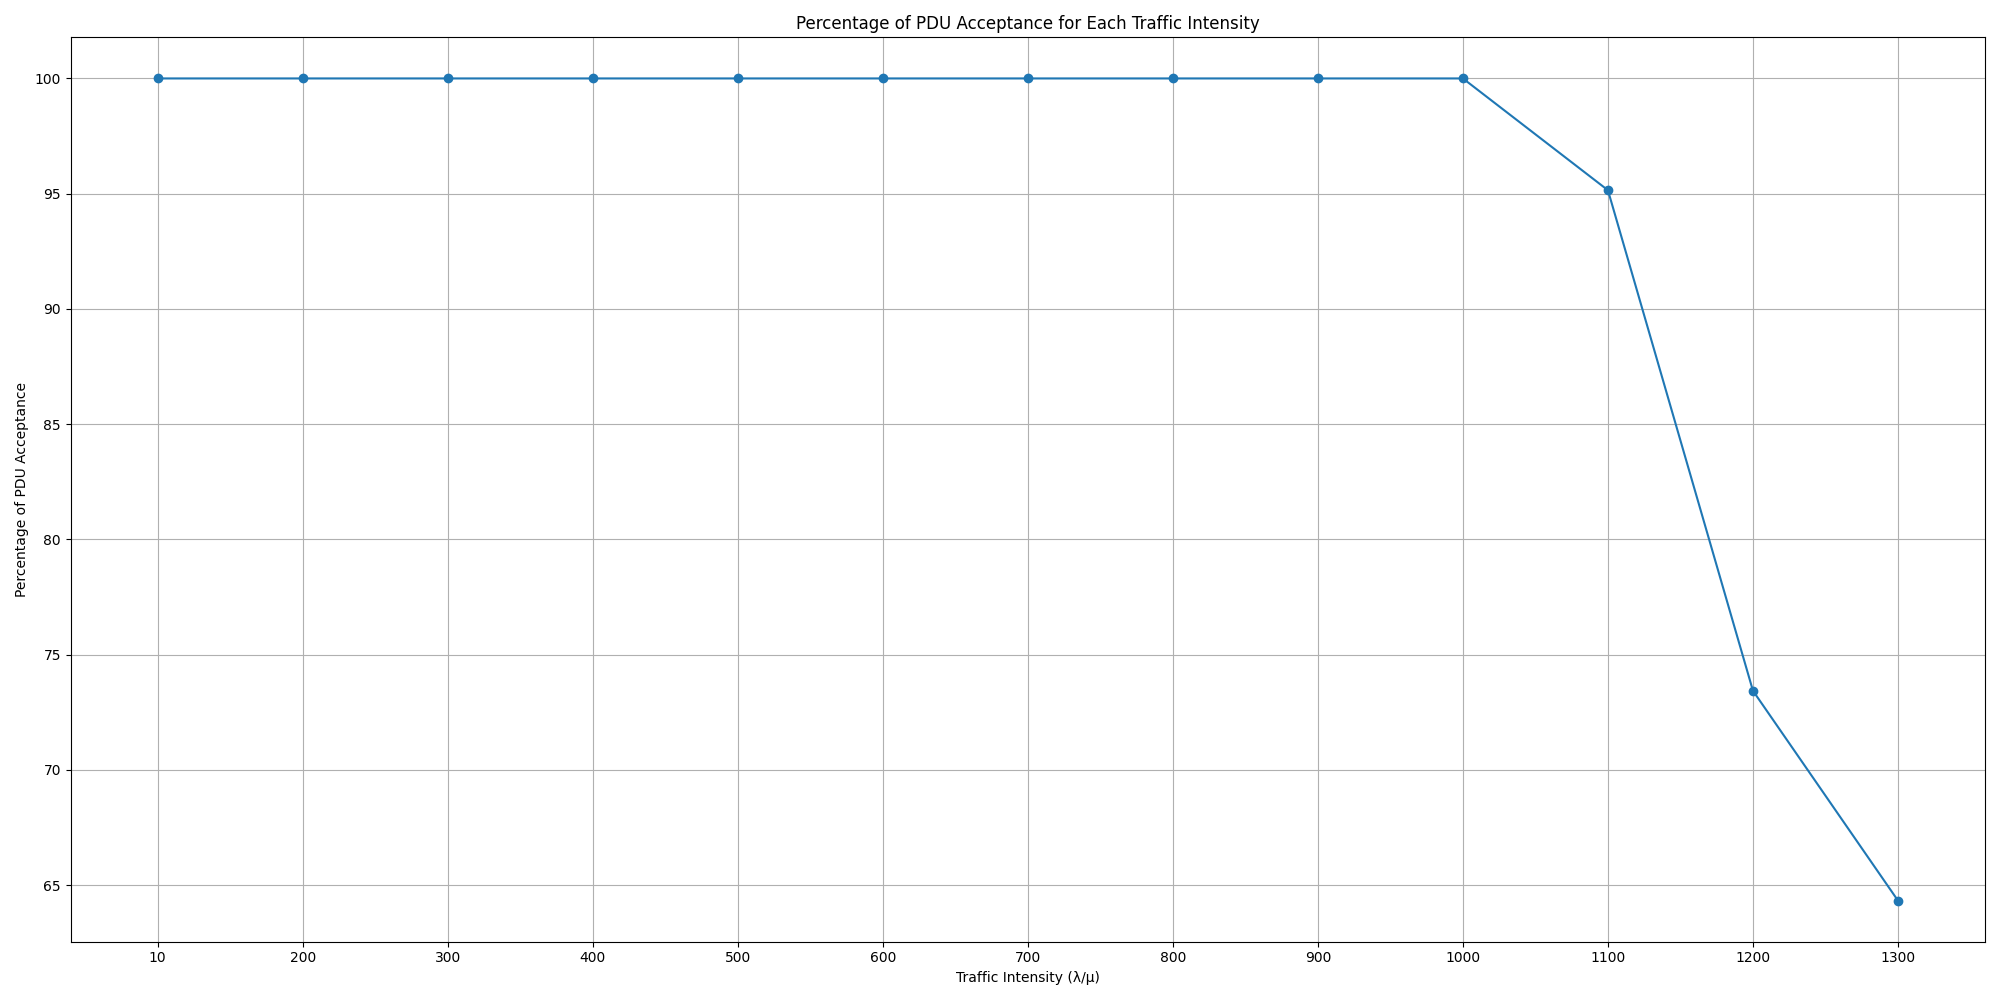 Percentage of PDU Acceptance for Each Traffic Intensity
Percentage of PDU Acceptance
100
95
90
85
80
75
70
65
10 200 300 400 500 600 700 800 900 1000 1100 1200 1300
Traffic Intensity (λ/μ)